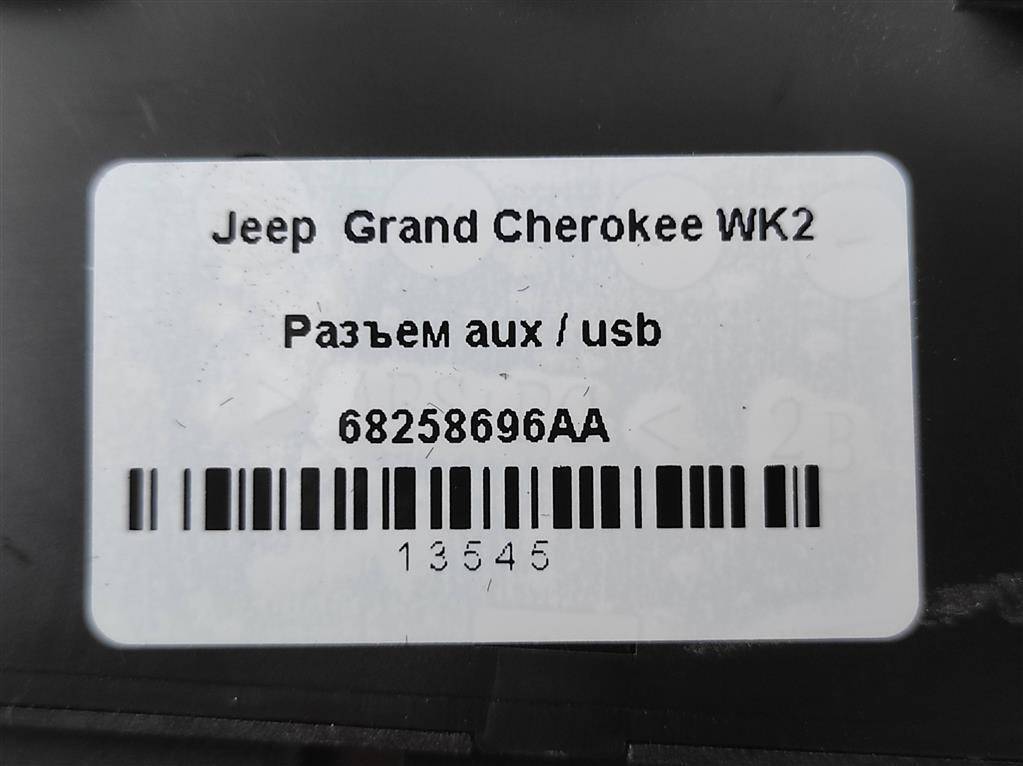 Jeep Grand Cherokee WK2
Разъем aux / usb
68258696AA
13545